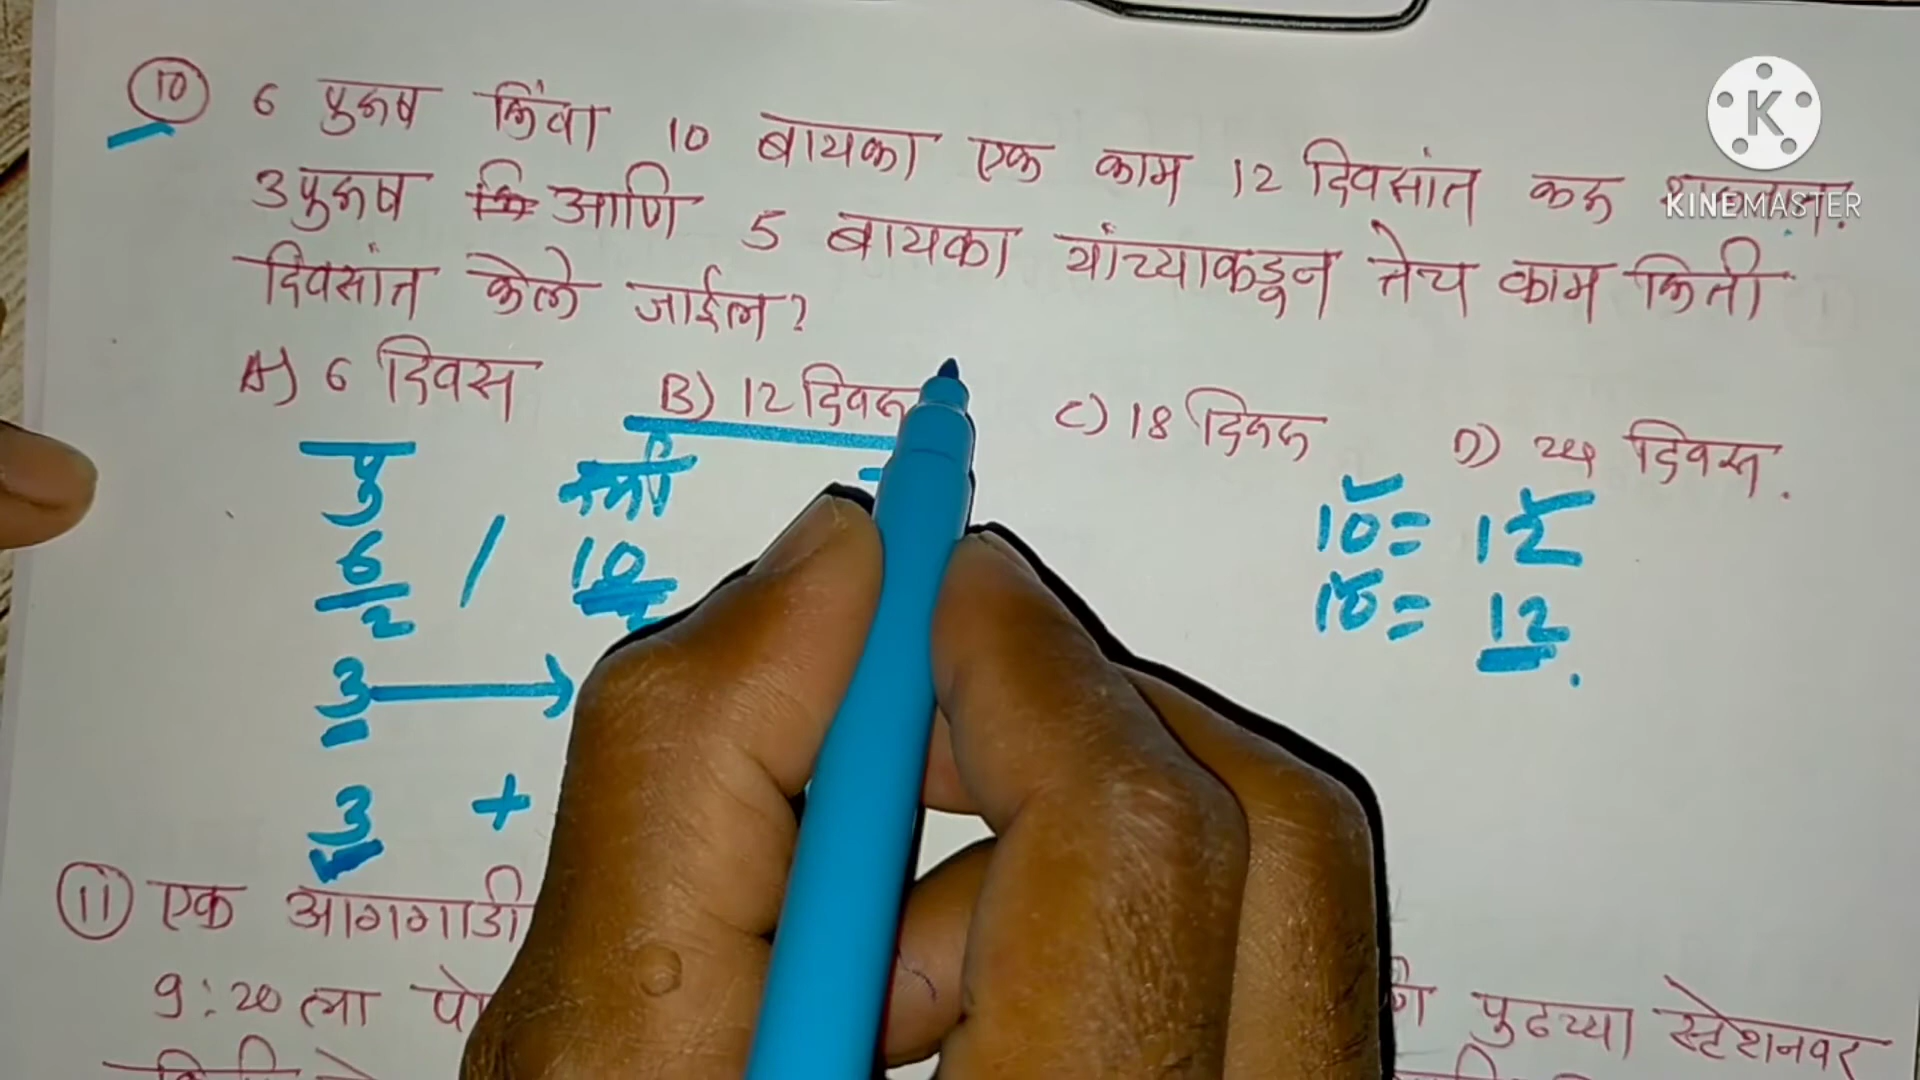 10 6 पुरूष किंवा 10 बायका एक काम 12 दिवसांत करू
3 पुरूष आणि 5 बायका यांच्याकडून तेच काम किती
दिवसांत केले जाईल?
A) 6 दिवस B) 12 दिवस C) 18 दिवस D) 24 दिवस.
पु
6 / 10 10 = 12
2 2 10 = 12.
3 →
3 +
11 एक आगगाडी
9:20 ला पुढच्या स्टेशनवर
K
KINEMASTER